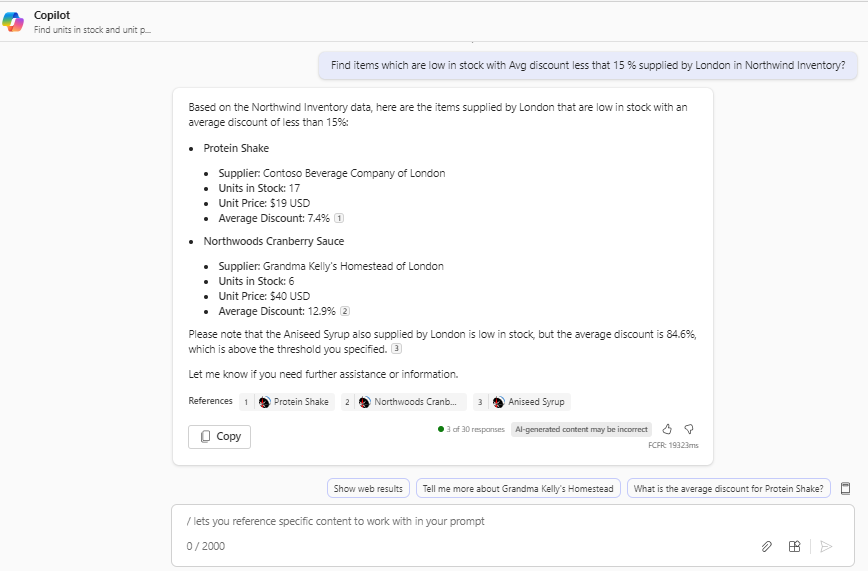 Copilot
Find units in stock and unit p...
Find items which are low in stock with Avg discount less that 15 % supplied by London in Northwind Inventory?
Based on the Northwind Inventory data, here are the items supplied by London that are low in stock with an
average discount of less than 15%:
• Protein Shake
• Supplier: Contoso Beverage Company of London
• Units in Stock: 17
• Unit Price: $19 USD
• Average Discount: 7.4% 1
• Northwoods Cranberry Sauce
• Supplier: Grandma Kelly's Homestead of London
• Units in Stock: 6
• Unit Price: $40 USD
• Average Discount: 12.9% 2
Please note that the Aniseed Syrup also supplied by London is low in stock, but the average discount is 84.6%,
which is above the threshold you specified. 3
Let me know if you need further assistance or information.
References 1 Protein Shake 2 Northwoods Cranb... 3 Aniseed Syrup
Copy
3 of 30 responses AI-generated content may be incorrect
FCFR: 19323ms
Show web results Tell me more about Grandma Kelly's Homestead What is the average discount for Protein Shake?
/ lets you reference specific content to work with in your prompt
0 / 2000